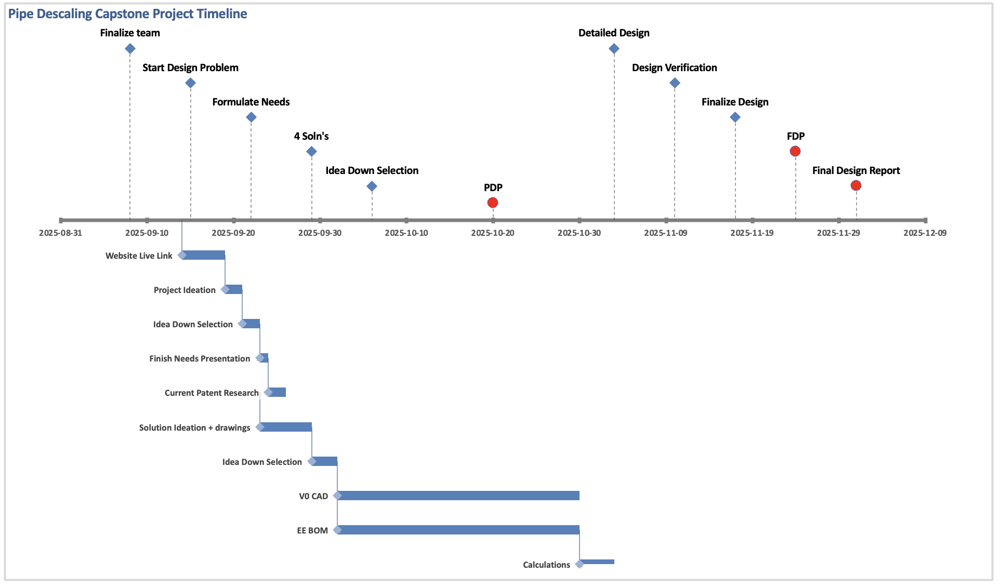 Pipe Descaling Capstone Project Timeline
Finalize team
Detailed Design
Start Design Problem
Design Verification
Formulate Needs
Finalize Design
4 Soln's
FDP
Idea Down Selection
Final Design Report
PDP
2025-08-31 2025-09-10 2025-09-20 2025-09-30 2025-10-10 2025-10-20 2025-10-30 2025-11-09 2025-11-19 2025-11-29 2025-12-09
Website Live Link
Project Ideation
Idea Down Selection
Finish Needs Presentation
Current Patent Research
Solution Ideation + drawings
Idea Down Selection
V0 CAD
EE BOM
Calculations